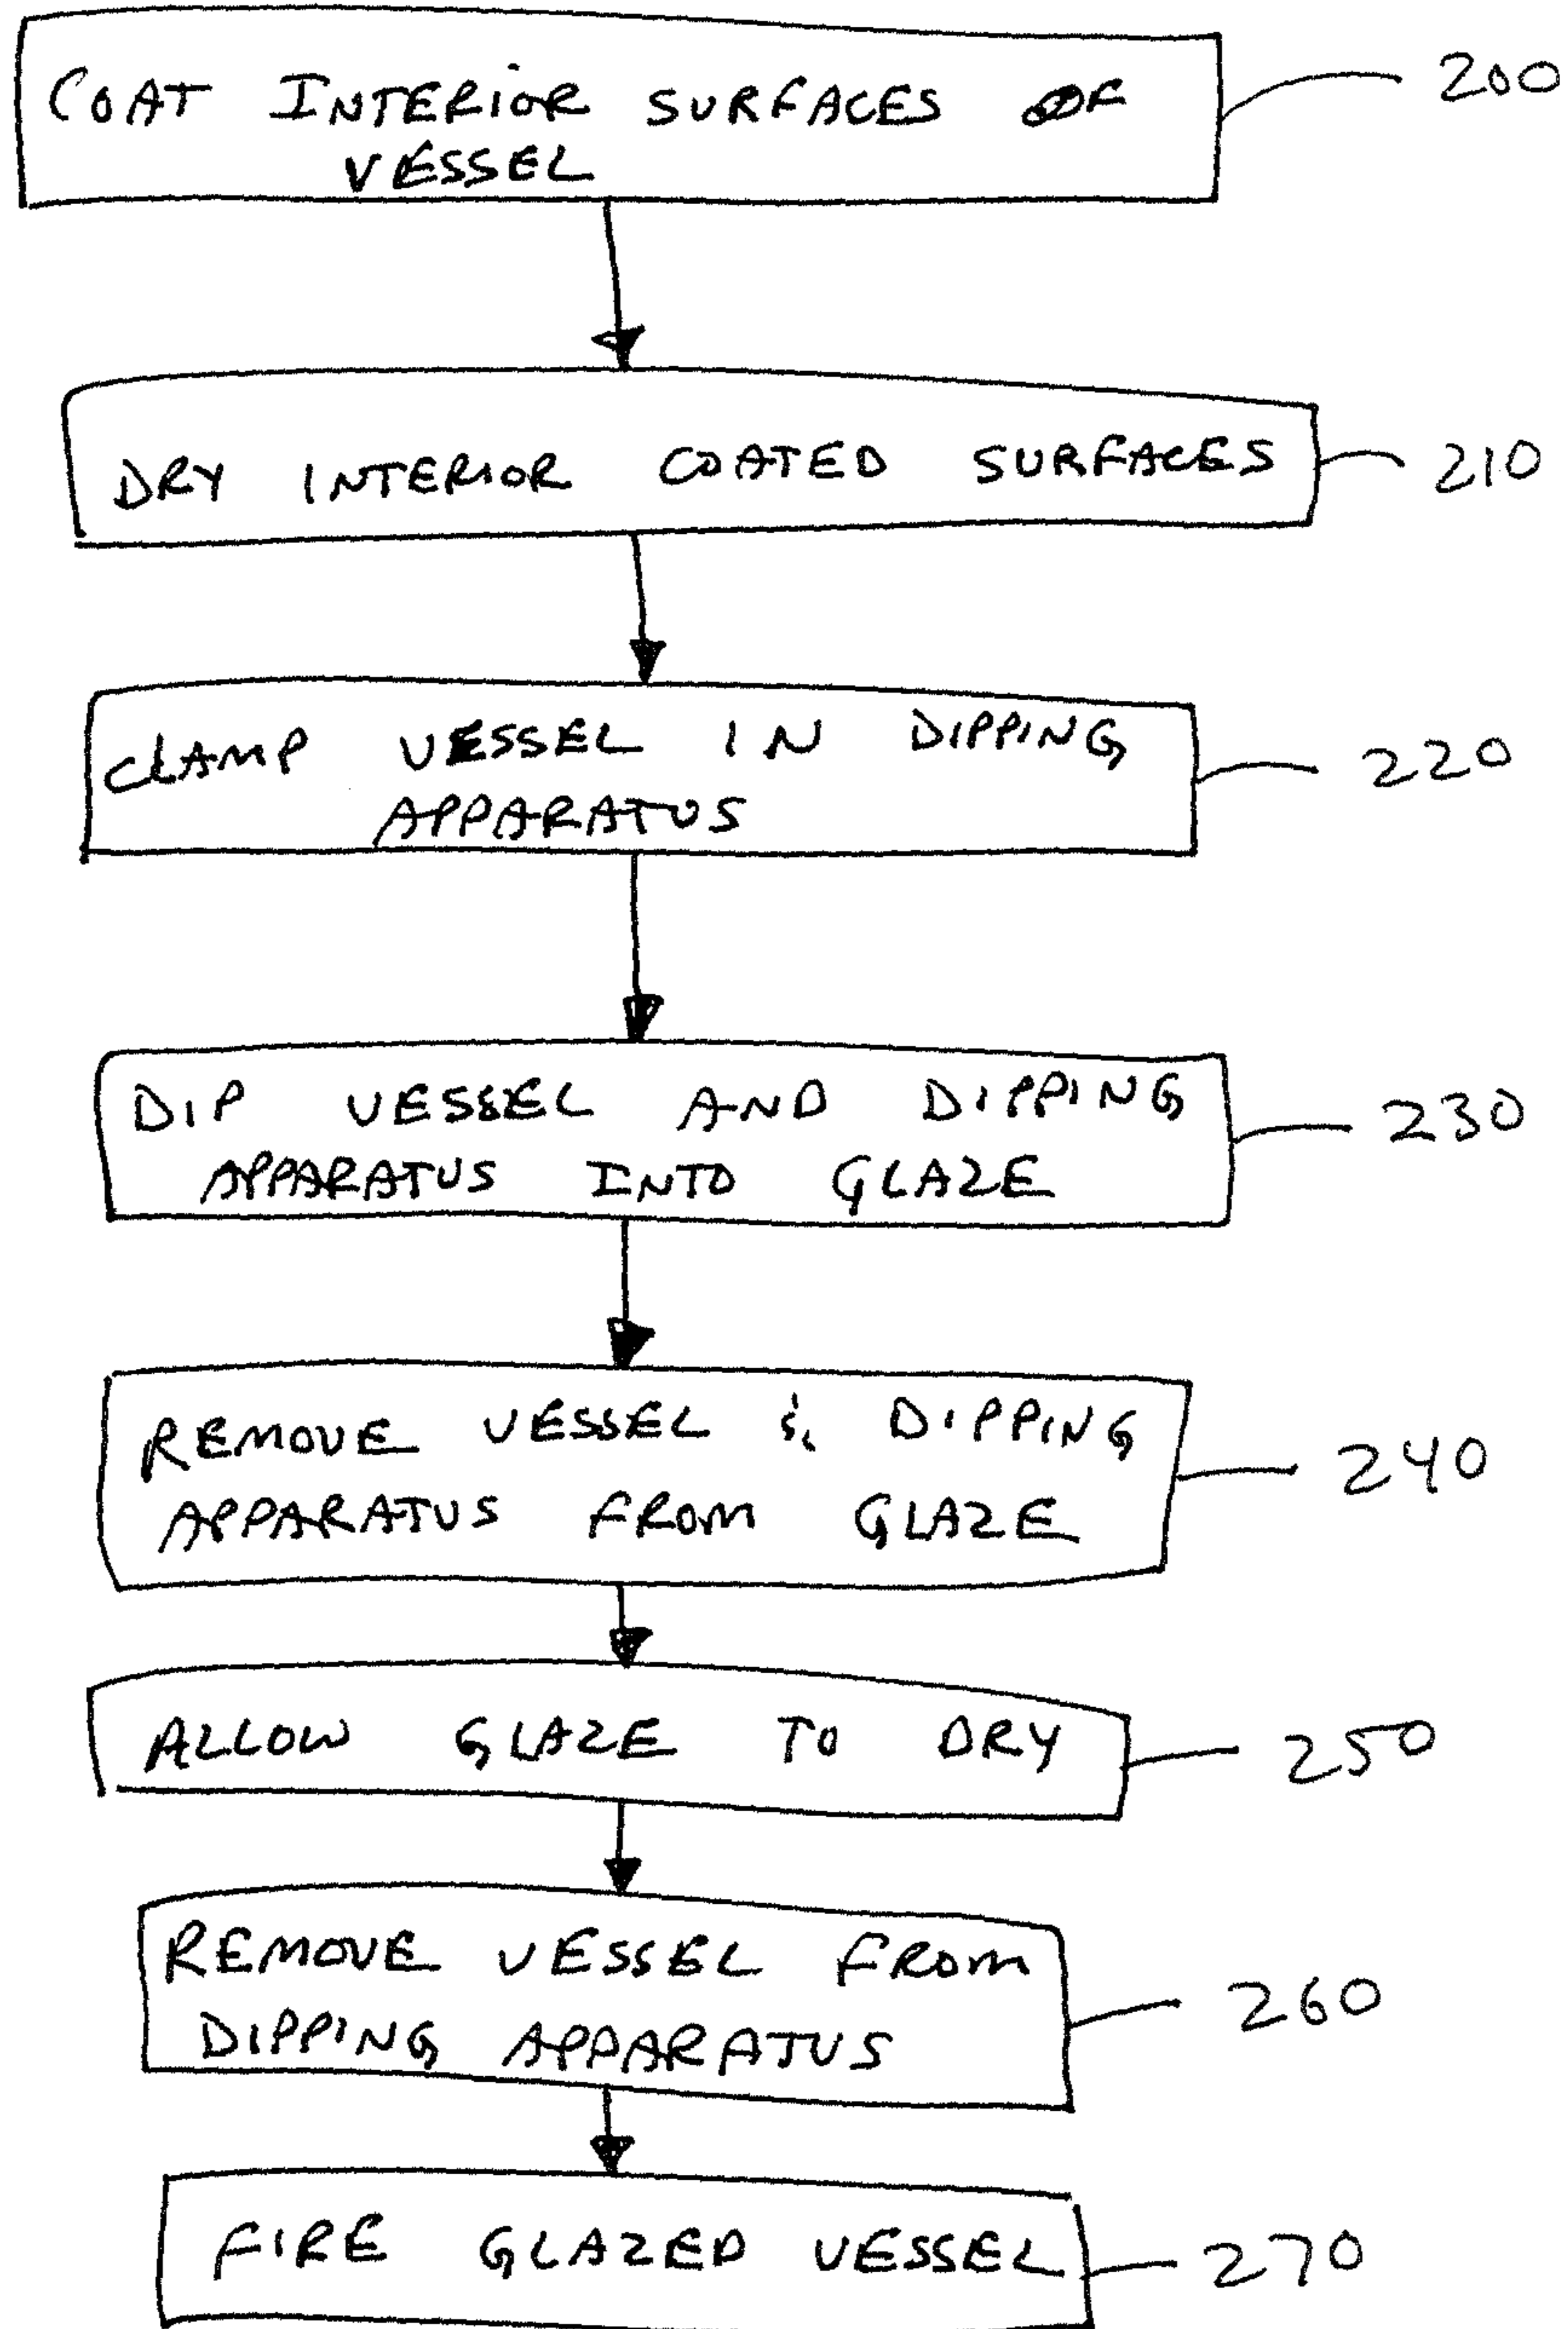 COAT INTERIOR SURFACES OF
VESSEL
200
DRY INTERIOR COATED SURFACES
210
CLAMP VESSEL IN DIPPING
APPARATUS
220
DIP VESSEL AND DIPPING
APPARATUS INTO GLAZE
230
REMOVE VESSEL & DIPPING
APPARATUS FROM GLAZE
240
ALLOW GLAZE TO DRY
250
REMOVE VESSEL FROM
DIPPING APPARATUS
260
FIRE GLAZED VESSEL
270